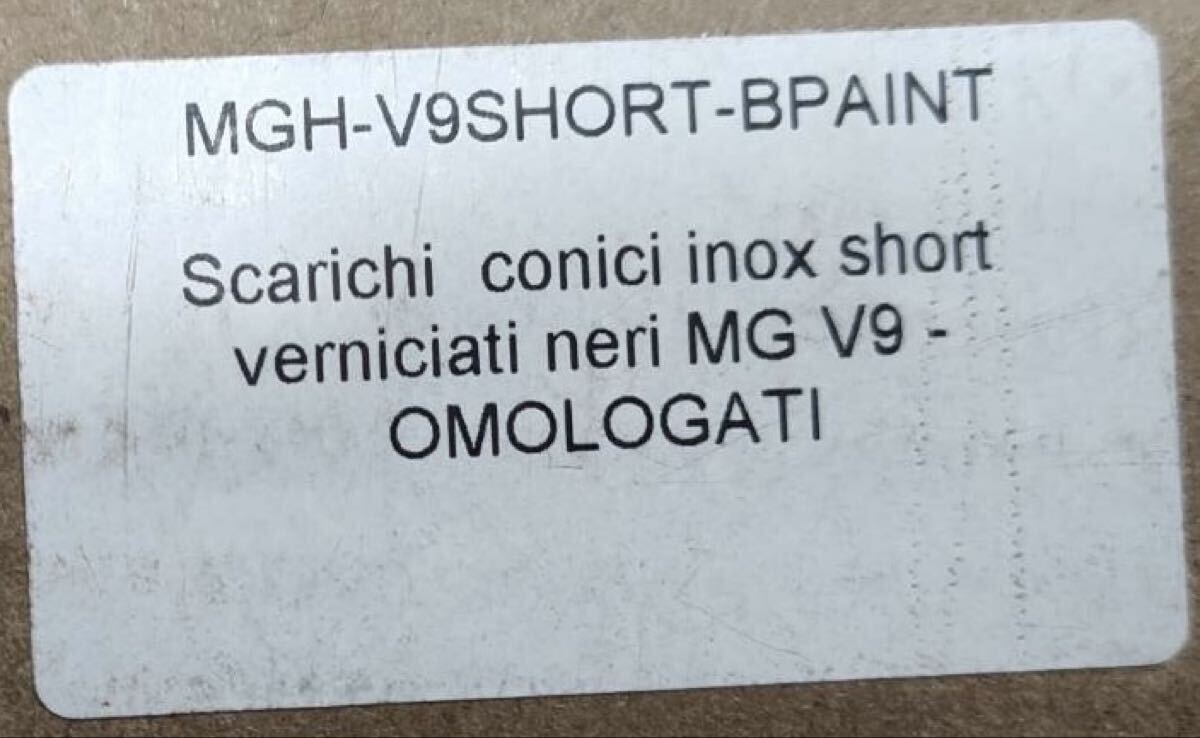 MGH-V9SHORT-BPAINT
Scarichi conici inox short
verniciati neri MG V9 -
OMOLOGATI